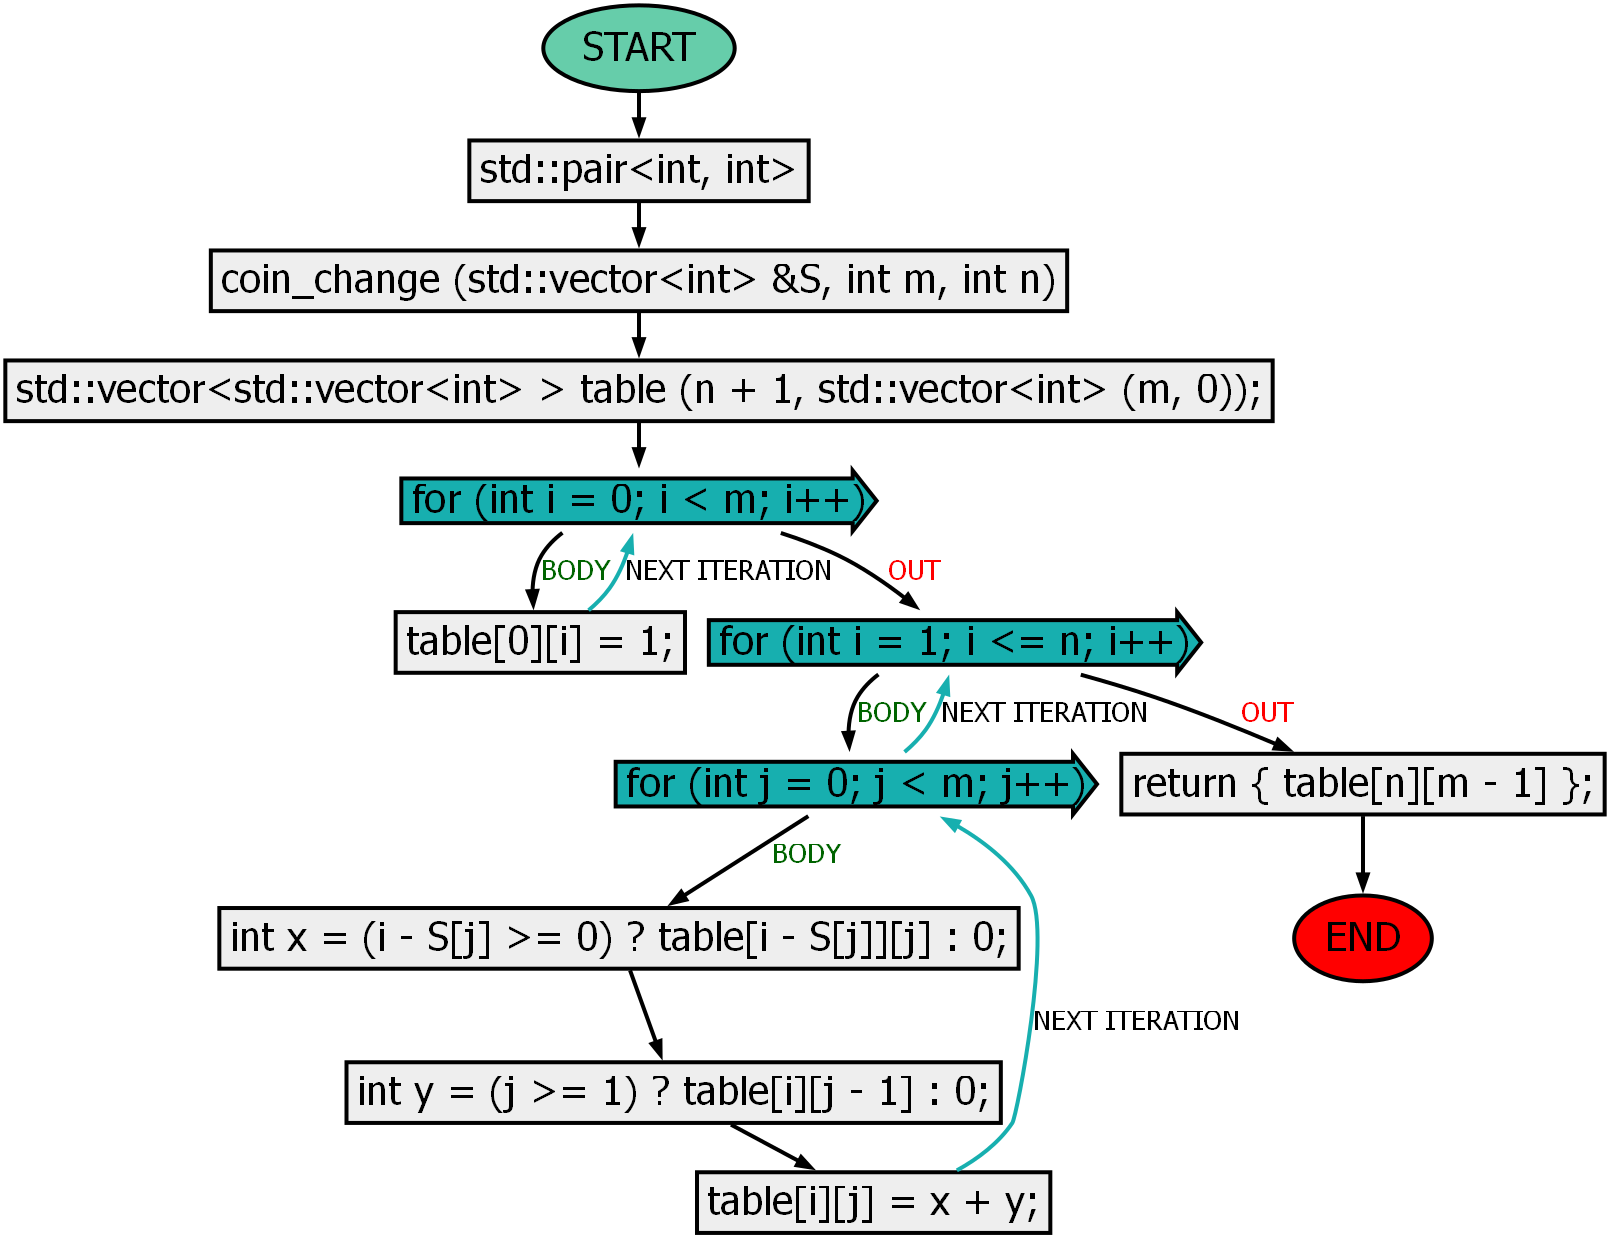 START
std::pair<int, int>
coin_change (std::vector<int> &S, int m, int n)
std::vector<std::vector<int> > table (n + 1, std::vector<int> (m, 0));
for (int i = 0; i < m; i++)
BODY
NEXT ITERATION
OUT
table[0][i] = 1;
for (int i = 1; i <= n; i++)
BODY
NEXT ITERATION
OUT
for (int j = 0; j < m; j++)
return { table[n][m - 1] };
BODY
int x = (i - S[j] >= 0) ? table[i - S[j]][j] : 0;
END
NEXT ITERATION
int y = (j >= 1) ? table[i][j - 1] : 0;
table[i][j] = x + y;